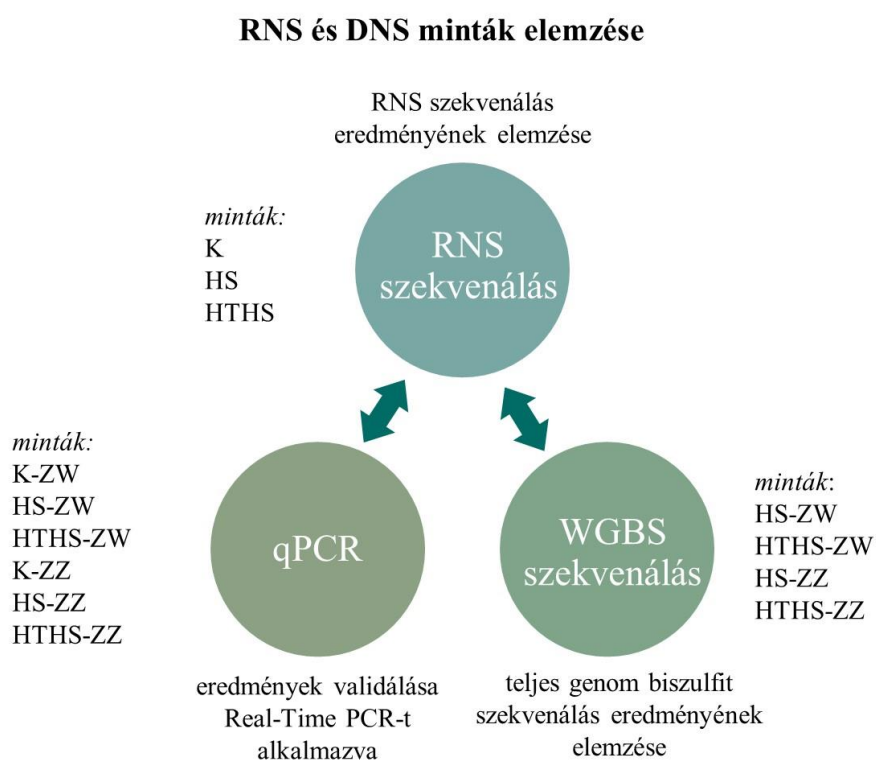 RNS és DNS minták elemzése
RNS szekvenálás
eredményének elemzése
minták:
K
HS
HTHS
RNS
szekvenálás
minták:
K-ZW
HS-ZW
HTHS-ZW
K-ZZ
HS-ZZ
HTHS-ZZ
qPCR
eredmények validálása
Real-Time PCR-t
alkalmazva
WGBS
szekvenálás
minták:
HS-ZW
HTHS-ZW
HS-ZZ
HTHS-ZZ
teljes genom biszulfit
szekvenálás eredményének
elemzése